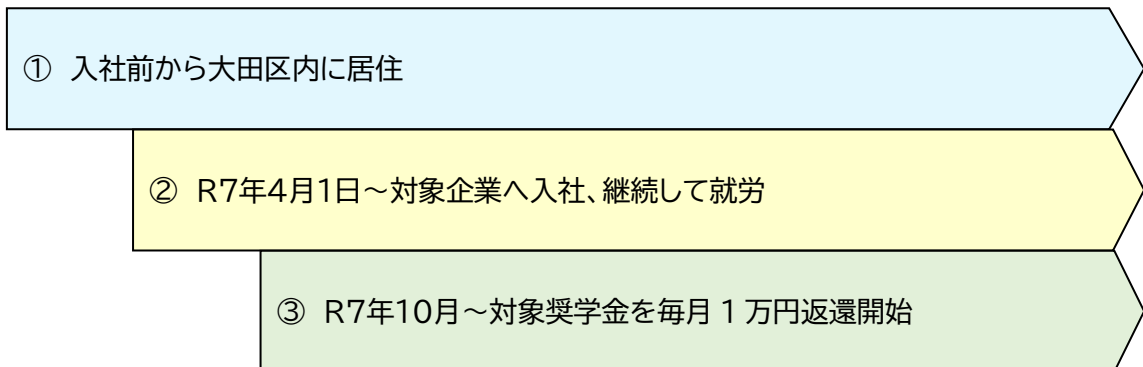 ① 入社前から大田区内に居住
② R7年4月1日～対象企業へ入社、継続して就労
③ R7年10月～対象奨学金を毎月1万円返還開始